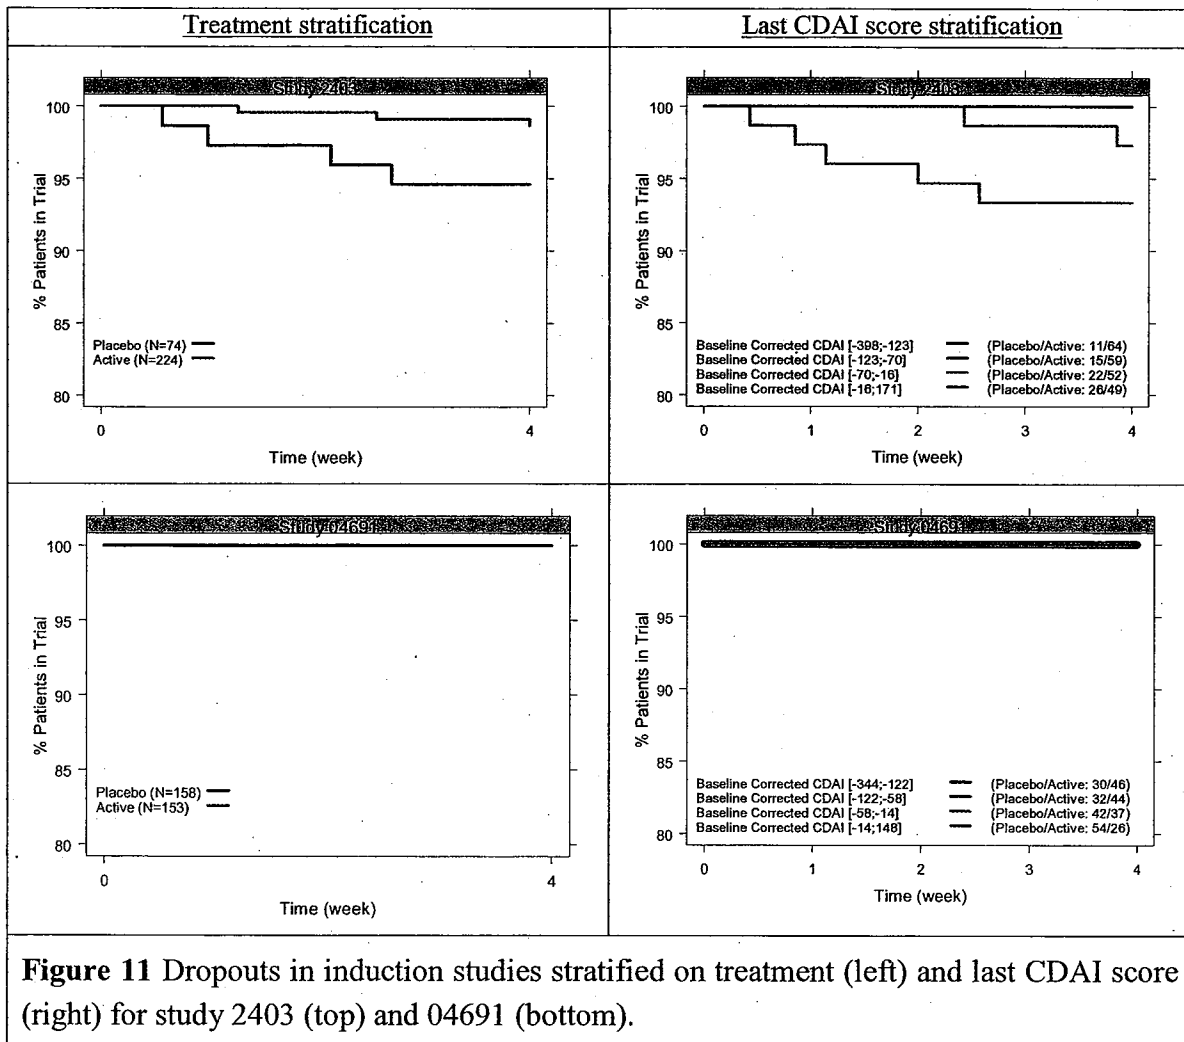 Treatment stratification
Last CDAI score stratification
Study 2403
100
95
90
85
80
% Patients in Trial
Placebo (N=74)
Active (N=224)
0 4
Time (week)
Study 2403
100
95
90
85
80
% Patients in Trial
Baseline Corrected CDAI [-398;-123] (Placebo/Active: 11/64)
Baseline Corrected CDAI [-123;-70] (Placebo/Active: 15/59)
Baseline Corrected CDAI [-70;-16] (Placebo/Active: 22/52)
Baseline Corrected CDAI [-16;171] (Placebo/Active: 26/49)
0 1 2 3 4
Time (week)
Study 04691
100
95
90
85
80
% Patients in Trial
Placebo (N=158)
Active (N=153)
0 4
Time (week)
Study 04691
100
95
90
85
80
% Patients in Trial
Baseline Corrected CDAI [-344;-122] (Placebo/Active: 30/46)
Baseline Corrected CDAI [-122;-58] (Placebo/Active: 32/44)
Baseline Corrected CDAI [-58;-14] (Placebo/Active: 42/37)
Baseline Corrected CDAI [-14;148] (Placebo/Active: 54/26)
0 1 2 3 4
Time (week)
Figure 11 Dropouts in induction studies stratified on treatment (left) and last CDAI score
(right) for study 2403 (top) and 04691 (bottom).